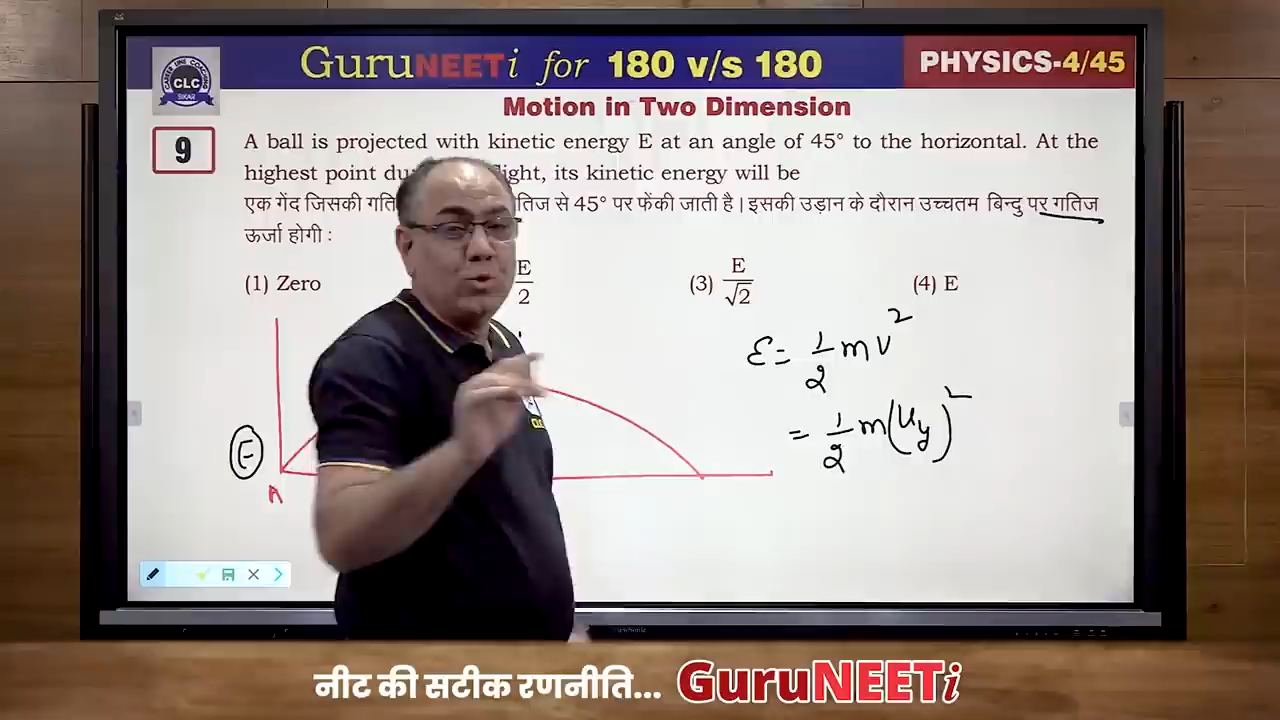 GuruNEETi for 180 v/s 180
PHYSICS-4/45
CLC
SIKAR
Motion in Two Dimension
9
A ball is projected with kinetic energy E at an angle of 45° to the horizontal. At the
highest point du light, its kinetic energy will be
एक गेंद जिसकी गति तिज से 45° पर फेंकी जाती है। इसकी उड़ान के दौरान उच्चतम बिन्दु पर गतिज
ऊर्जा होगी :
(1) Zero
E/2
(3) E/√2
(4) E
E = 1/2 mv²
= 1/2 m(u_y)²
E
A
नीट की सटीक रणनीति... GuruNEETi